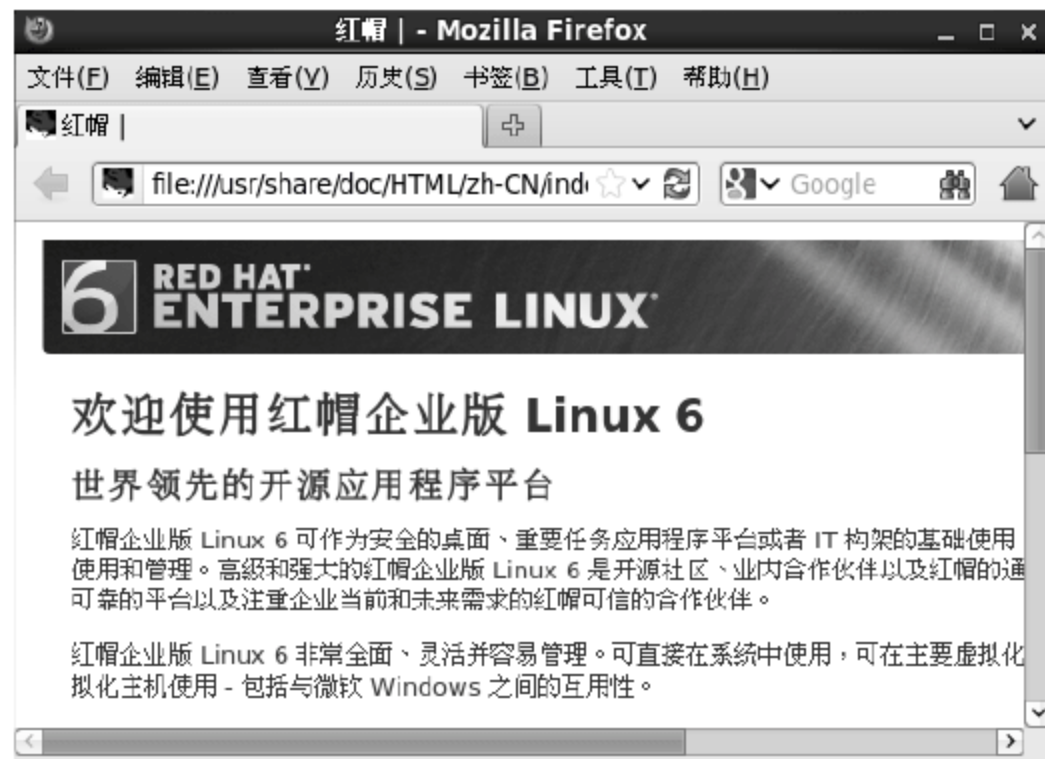 红帽 | - Mozilla Firefox
文件(F) 编辑(E) 查看(V) 历史(S) 书签(B) 工具(T) 帮助(H)
红帽 |
file:///usr/share/doc/HTML/zh-CN/ind Google
6 RED HAT
ENTERPRISE LINUX
欢迎使用红帽企业版 Linux 6
世界领先的开源应用程序平台
红帽企业版 Linux 6 可作为安全的桌面、重要任务应用程序平台或者 IT 构架的基础使用
使用和管理。高级和强大的红帽企业版 Linux 6 是开源社区、业内合作伙伴以及红帽的通
可靠的平台以及注重企业当前和未来需求的红帽可信的合作伙伴。
红帽企业版 Linux 6 非常全面、灵活并容易管理。可直接在系统中使用，可在主要虚拟化
拟化主机使用 - 包括与微软 Windows 之间的互用性。